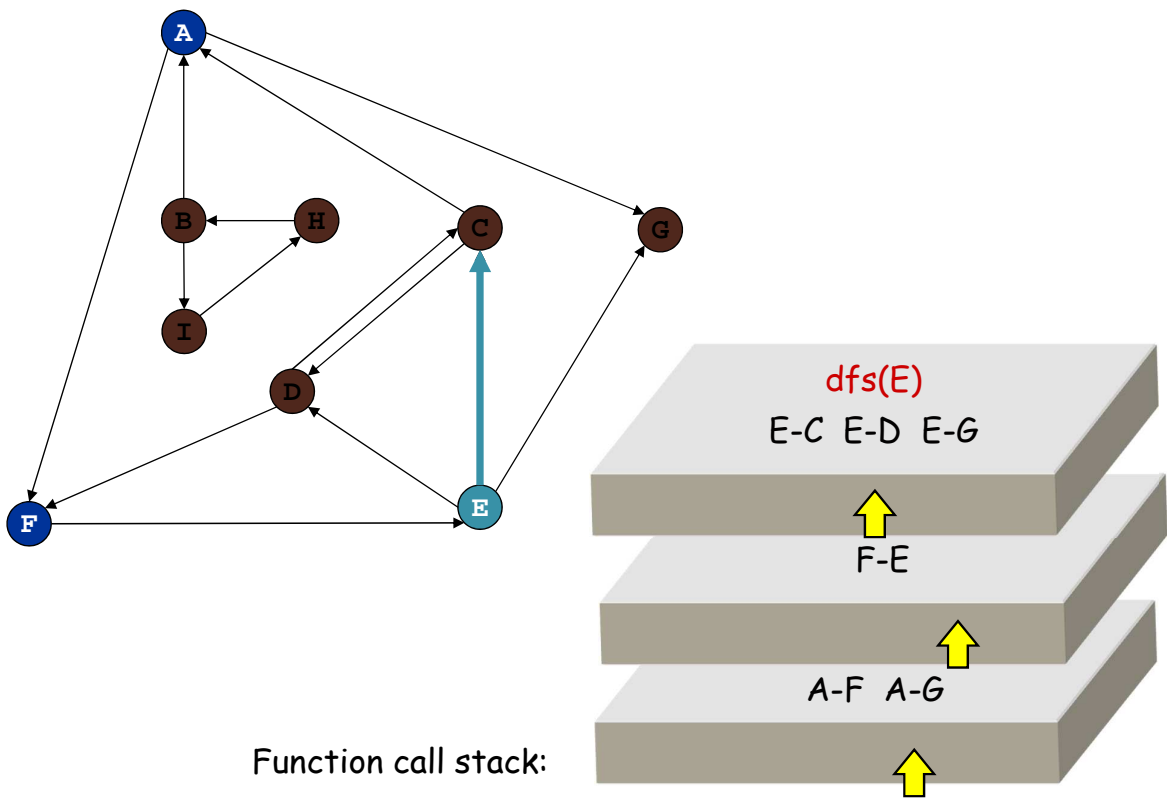 A
B H C G
I
D
dfs(E)
E-C E-D E-G
F E
F-E
A-F A-G
Function call stack: